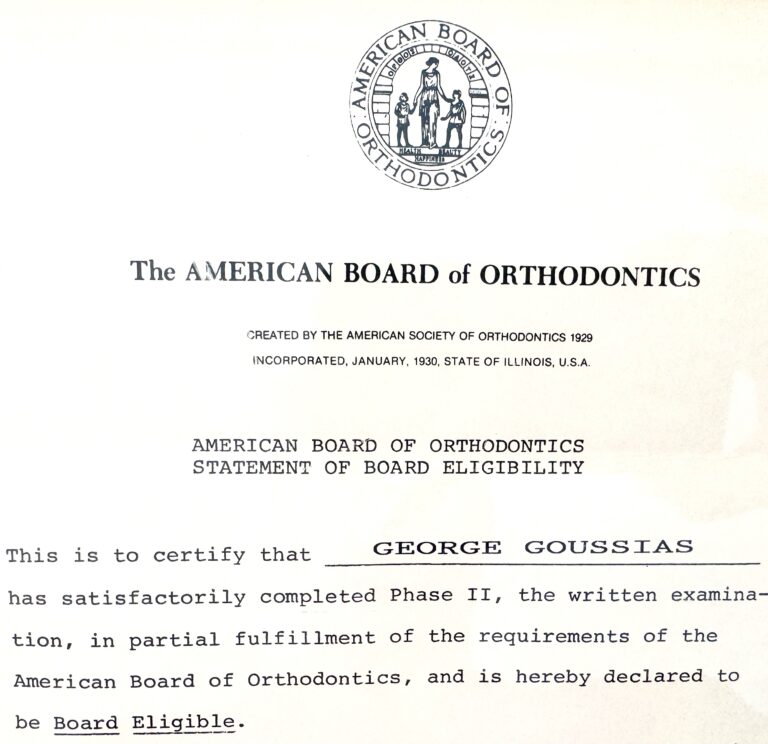 AMERICAN BOARD OF
ORTHODONTICS
HEALTH BEAUTY
HAPPINESS
The AMERICAN BOARD of ORTHODONTICS
CREATED BY THE AMERICAN SOCIETY OF ORTHODONTICS 1929
INCORPORATED, JANUARY, 1930, STATE OF ILLINOIS, U.S.A.
AMERICAN BOARD OF ORTHODONTICS
STATEMENT OF BOARD ELIGIBILITY
This is to certify that GEORGE GOUSSIAS
has satisfactorily completed Phase II, the written examina-
tion, in partial fulfillment of the requirements of the
American Board of Orthodontics, and is hereby declared to
be Board Eligible.